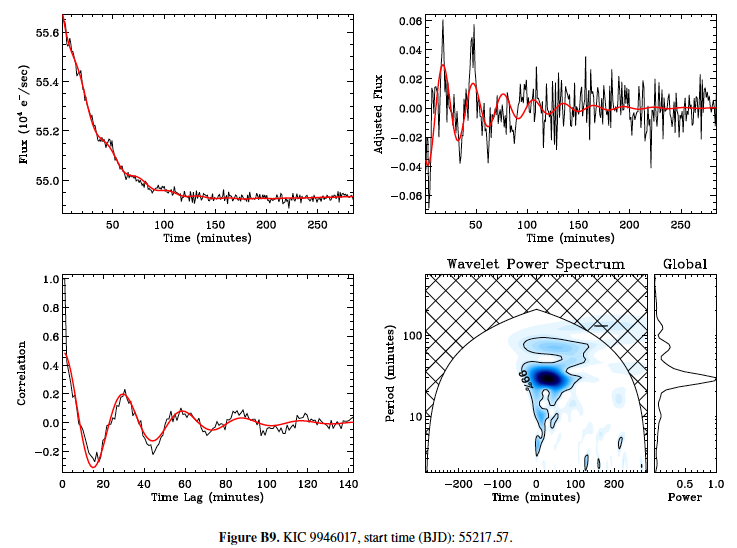 55.6
55.4
55.2
55.0
Flux (10⁴ e⁻/sec)
50 100 150 200 250
Time (minutes)
0.06
0.04
0.02
0.00
−0.02
−0.04
−0.06
Adjusted Flux
50 100 150 200 250
Time (minutes)
1.0
0.8
0.6
0.4
0.2
0.0
−0.2
Correlation
0 20 40 60 80 100 120 140
Time Lag (minutes)
Wavelet Power Spectrum
Global
100
10
Period (minutes)
99%
−200 −100 0 100 200
Time (minutes)
0.5 1.0
Power
Figure B9. KIC 9946017, start time (BJD): 55217.57.